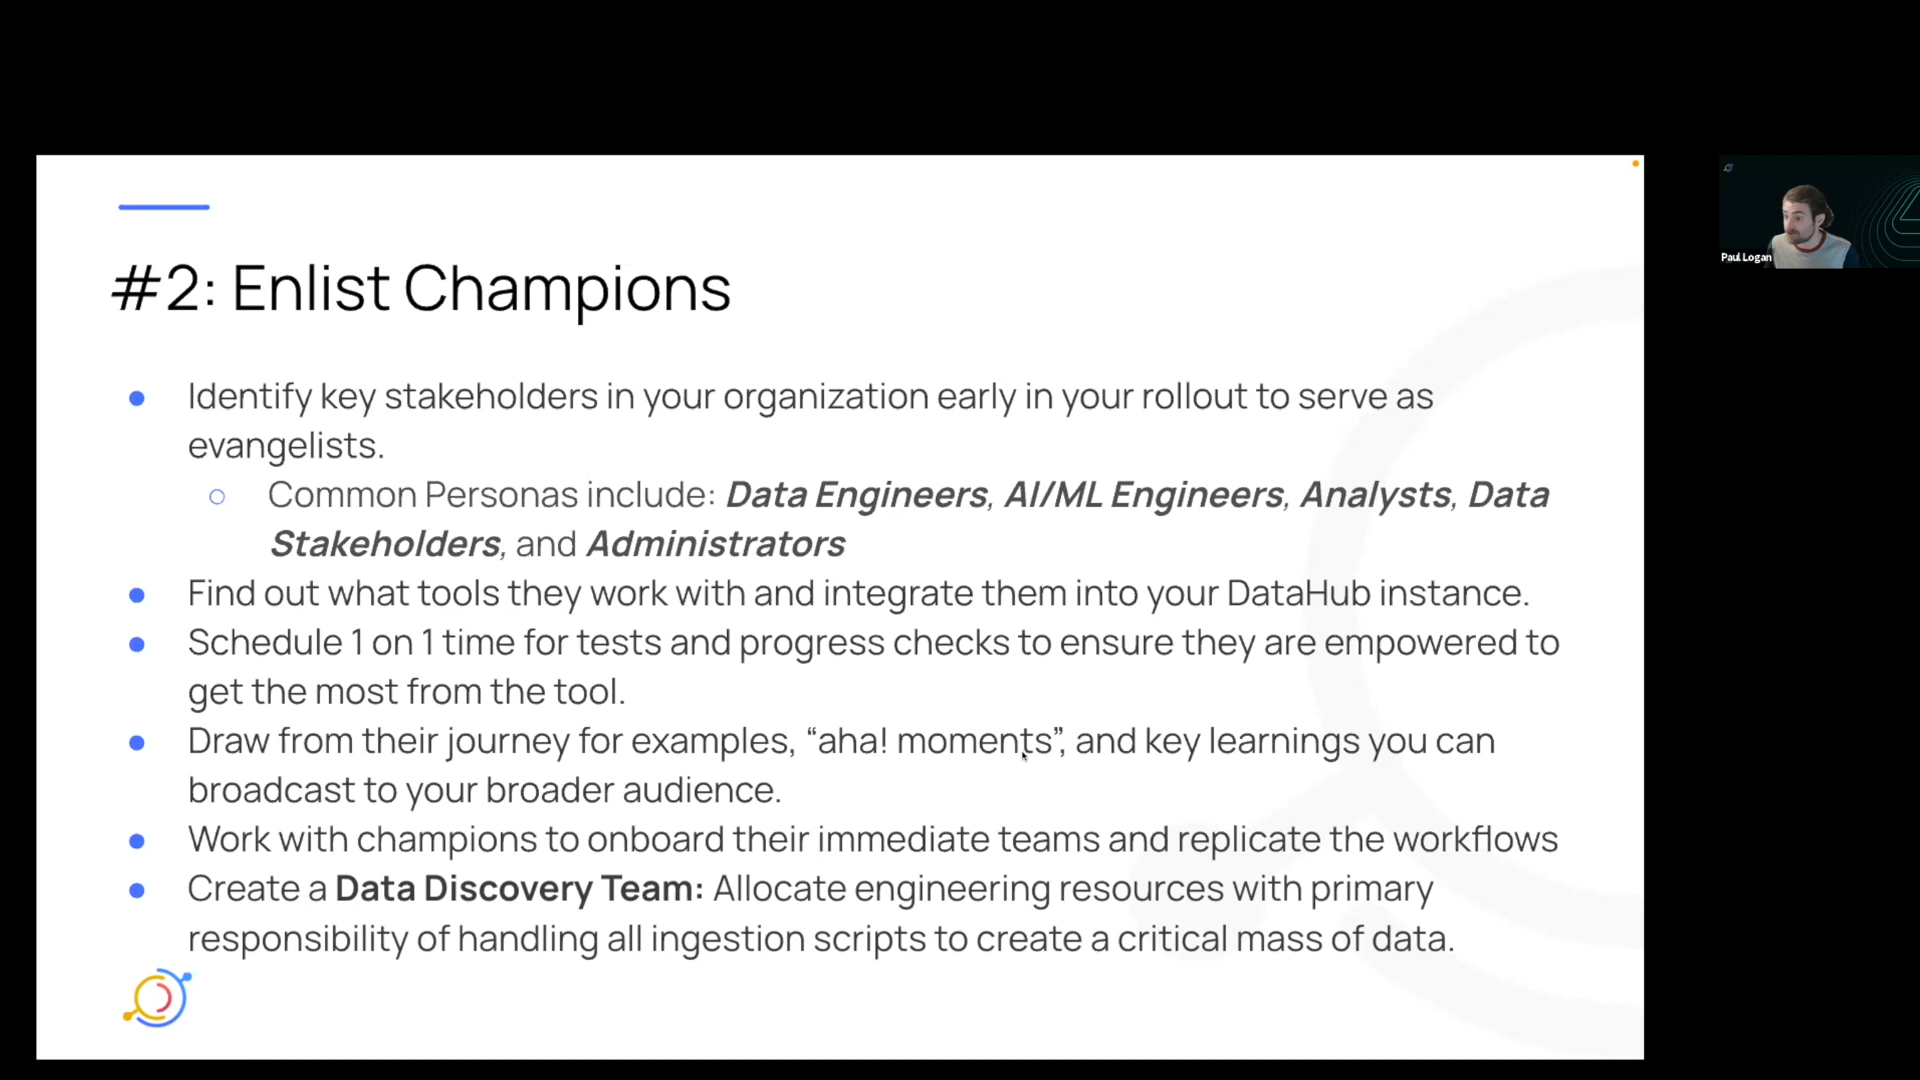 #2: Enlist Champions
Identify key stakeholders in your organization early in your rollout to serve as
evangelists.
Common Personas include: Data Engineers, AI/ML Engineers, Analysts, Data
Stakeholders, and Administrators
Find out what tools they work with and integrate them into your DataHub instance.
Schedule 1 on 1 time for tests and progress checks to ensure they are empowered to
get the most from the tool.
Draw from their journey for examples, “aha! moments”, and key learnings you can
broadcast to your broader audience.
Work with champions to onboard their immediate teams and replicate the workflows
Create a Data Discovery Team: Allocate engineering resources with primary
responsibility of handling all ingestion scripts to create a critical mass of data.
Paul Logan